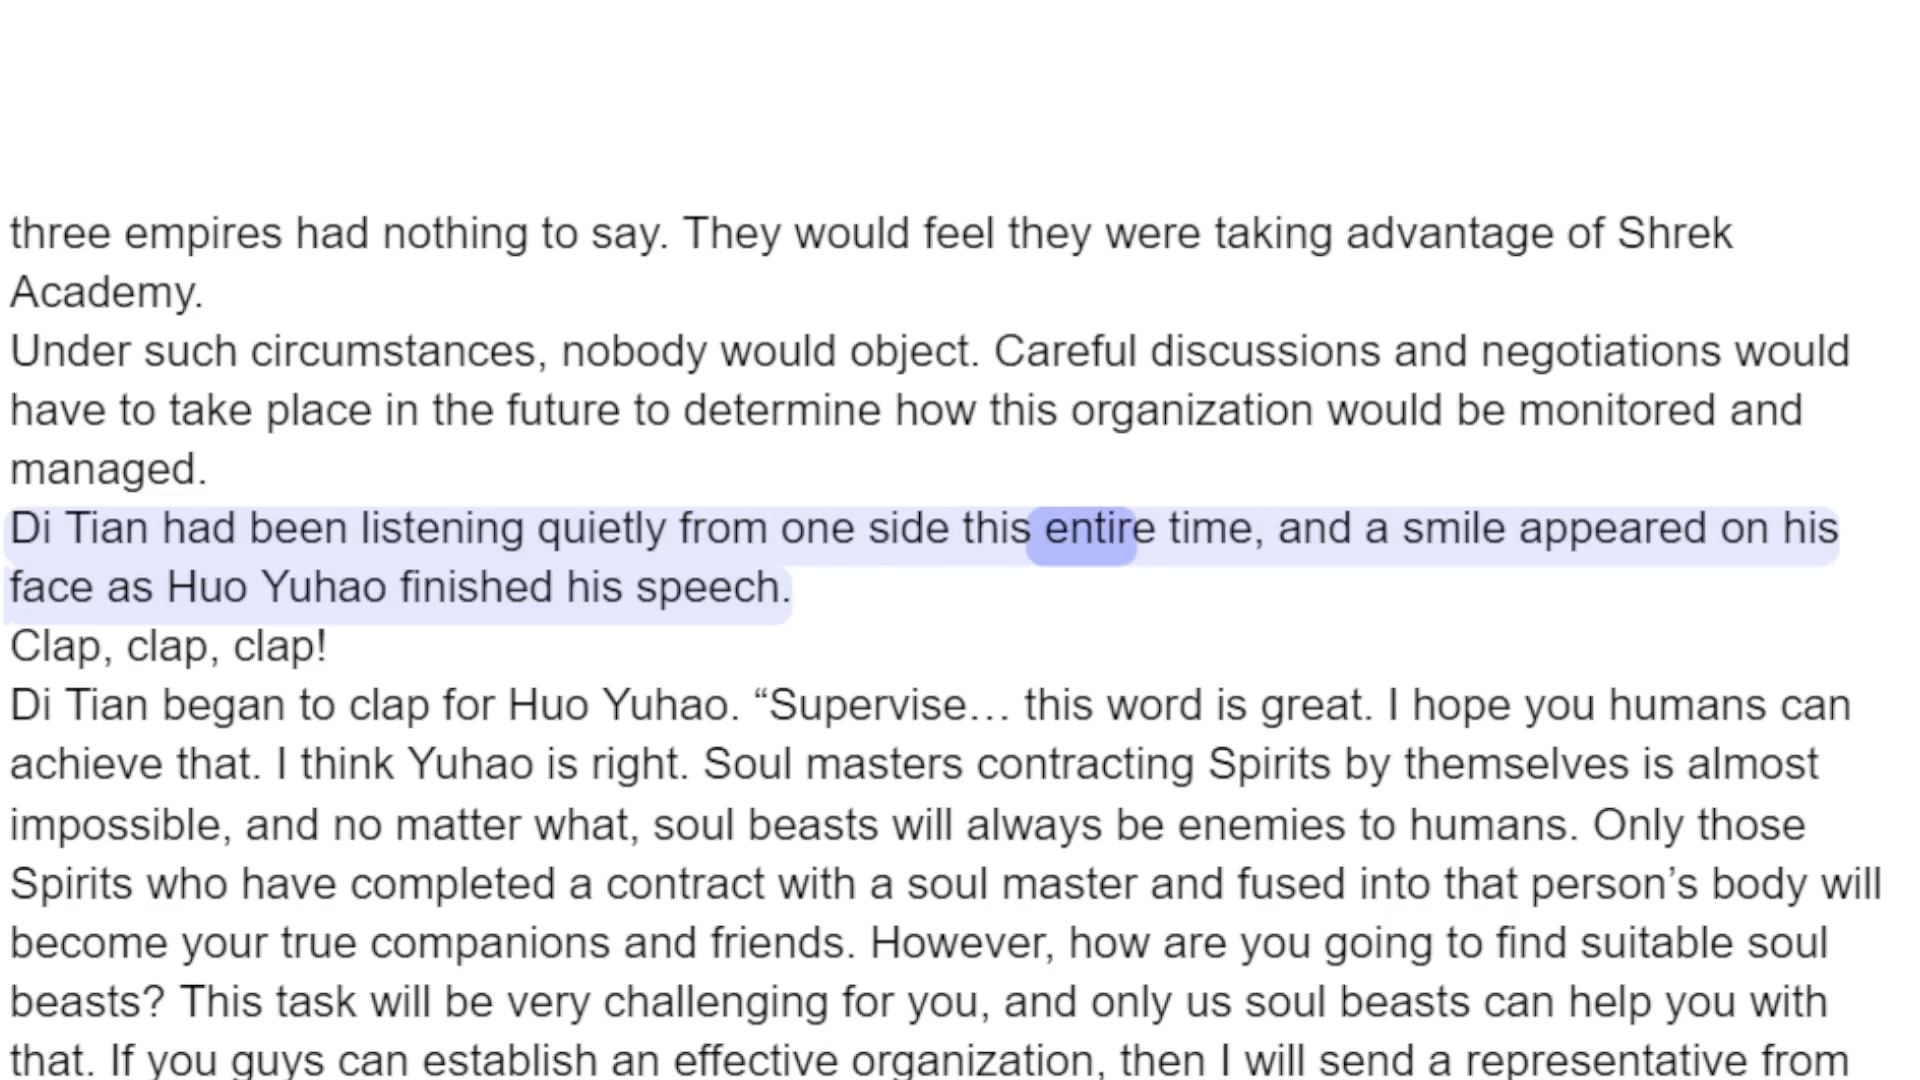 three empires had nothing to say. They would feel they were taking advantage of Shrek
Academy.
Under such circumstances, nobody would object. Careful discussions and negotiations would
have to take place in the future to determine how this organization would be monitored and
managed.
Di Tian had been listening quietly from one side this entire time, and a smile appeared on his
face as Huo Yuhao finished his speech.
Clap, clap, clap!
Di Tian began to clap for Huo Yuhao. “Supervise… this word is great. I hope you humans can
achieve that. I think Yuhao is right. Soul masters contracting Spirits by themselves is almost
impossible, and no matter what, soul beasts will always be enemies to humans. Only those
Spirits who have completed a contract with a soul master and fused into that person’s body will
become your true companions and friends. However, how are you going to find suitable soul
beasts? This task will be very challenging for you, and only us soul beasts can help you with
that. If you guys can establish an effective organization, then I will send a representative from